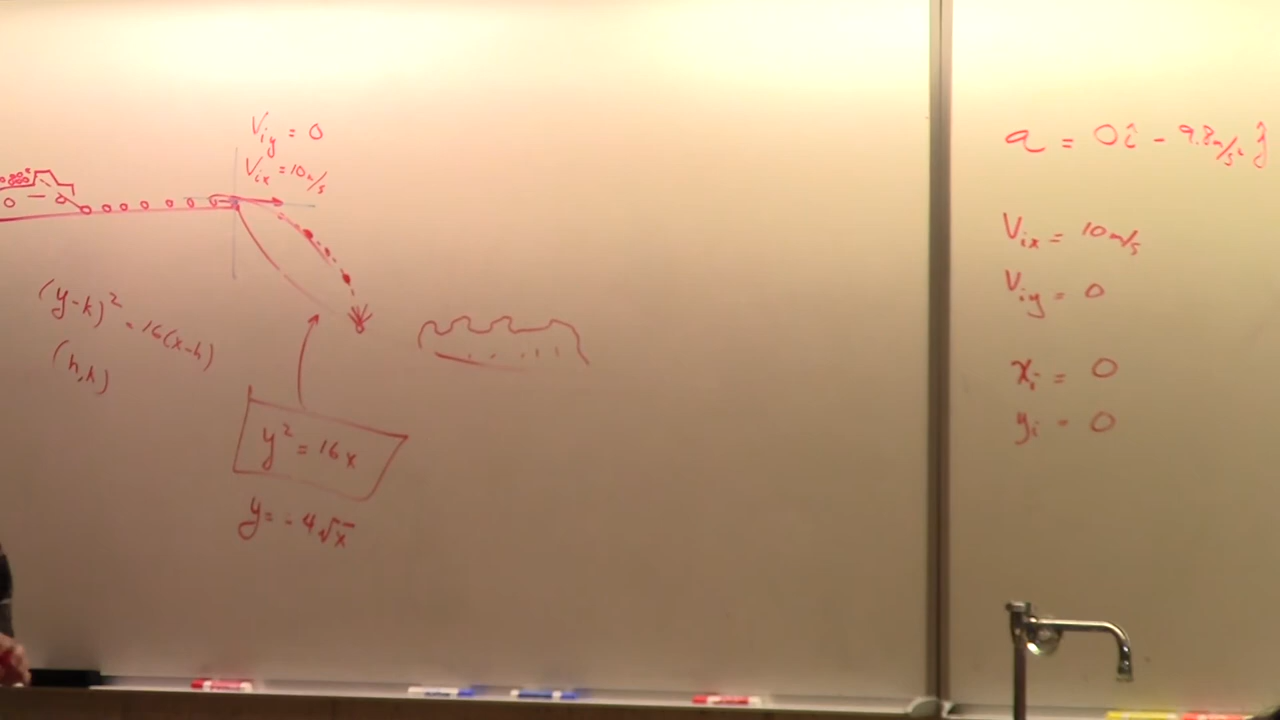 Viy = 0
Vix = 10 m/s
(y-k)² = 16(x-h)
(h,k)
y² = 16x
y = -4√x
a = 0î - 9.8 m/s² ĵ
Vix = 10 m/s
Viy = 0
xi = 0
yi = 0